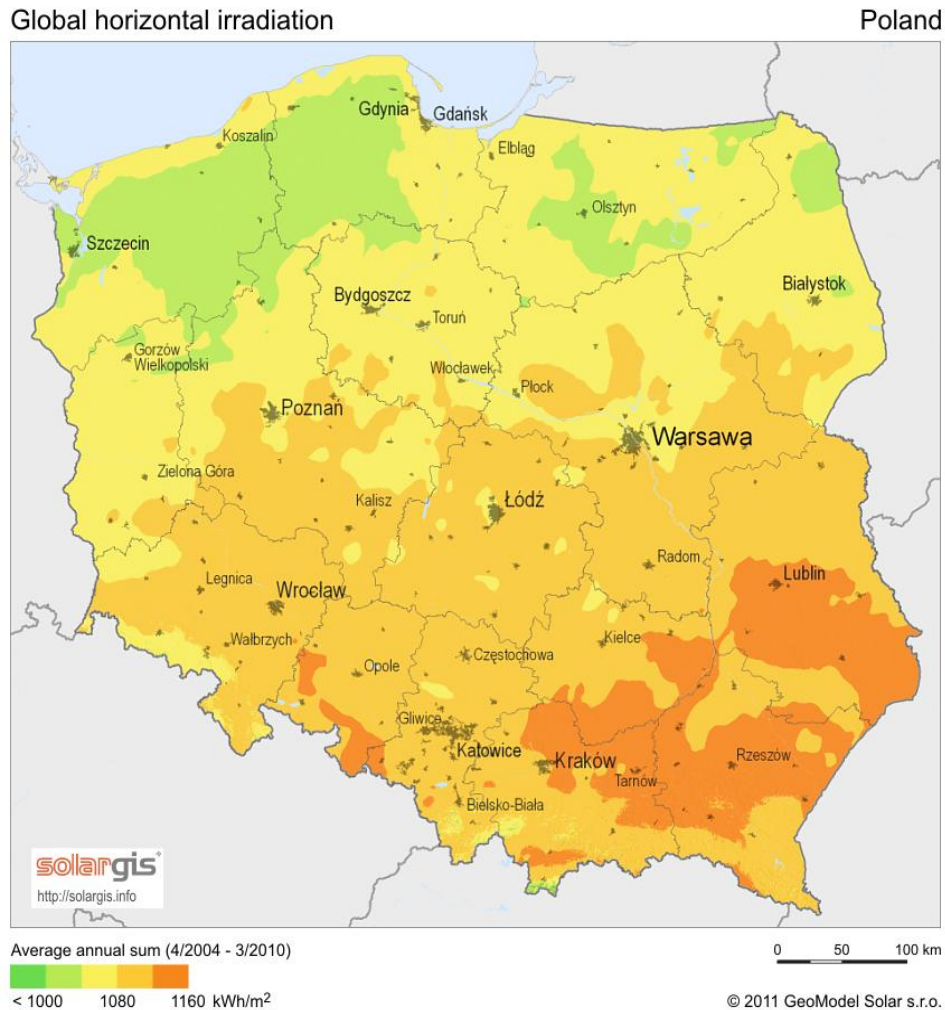 Global horizontal irradiation
Poland
Gdynia
Gdańsk
Koszalin
Elbląg
Olsztyn
Szczecin
Białystok
Bydgoszcz
Toruń
Gorzów
Wielkopolski
Włocławek
Płock
Poznan
Warsawa
Zielona Góra
Kalisz
Łódź
Radom
Lublin
Legnica
Wrocław
Wałbrzych
Opole
Częstochowa
Kielce
Gliwice
Katowice
Kraków
Tarnów
Rzeszów
Bielsko-Biała
solargis
http://solargis.info
Average annual sum (4/2004 - 3/2010)
< 1000 1080 1160 kWh/m²
0 50 100 km
© 2011 GeoModel Solar s.r.o.